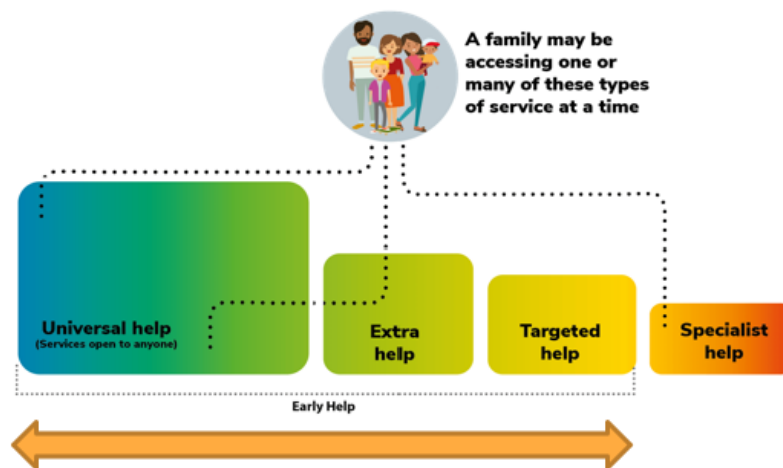 A family may be
accessing one or
many of these types
of service at a time
Universal help
(Services open to anyone)
Extra
help
Targeted
help
Specialist
help
Early Help